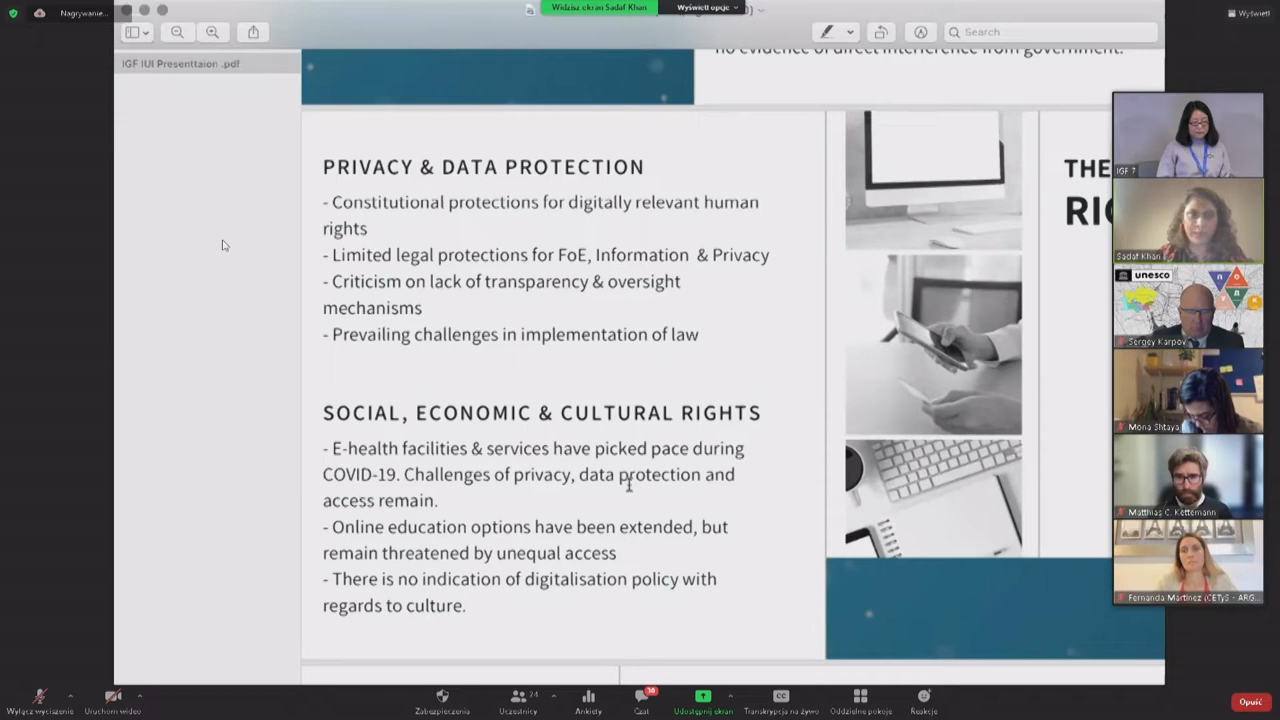 Nagrywanie...
Widzisz ekran Sadaf Khan
Wyświetl opcje
Wyświetl
Search
IGF IUI Presenttaion .pdf
no evidence of direct interference from government.
PRIVACY & DATA PROTECTION
- Constitutional protections for digitally relevant human
rights
- Limited legal protections for FoE, Information & Privacy
- Criticism on lack of transparency & oversight
mechanisms
- Prevailing challenges in implementation of law
SOCIAL, ECONOMIC & CULTURAL RIGHTS
- E-health facilities & services have picked pace during
COVID-19. Challenges of privacy, data protection and
access remain.
- Online education options have been extended, but
remain threatened by unequal access
- There is no indication of digitalisation policy with
regards to culture.
THE
RIG
IGF 7
Sadaf Khan
unesco
Sergey Karpov
Mona Shtaya
Matthias C. Kettemann
Fernanda Martinez (CETyS - ARG...
Wyłącz wyciszenie
Uruchom wideo
Zabezpieczenia
24
Uczestnicy
Ankiety
36
Czat
Udostępnij ekran
CC
Transkrypcja na żywo
Oddzielne pokoje
Reakcje
Opuść